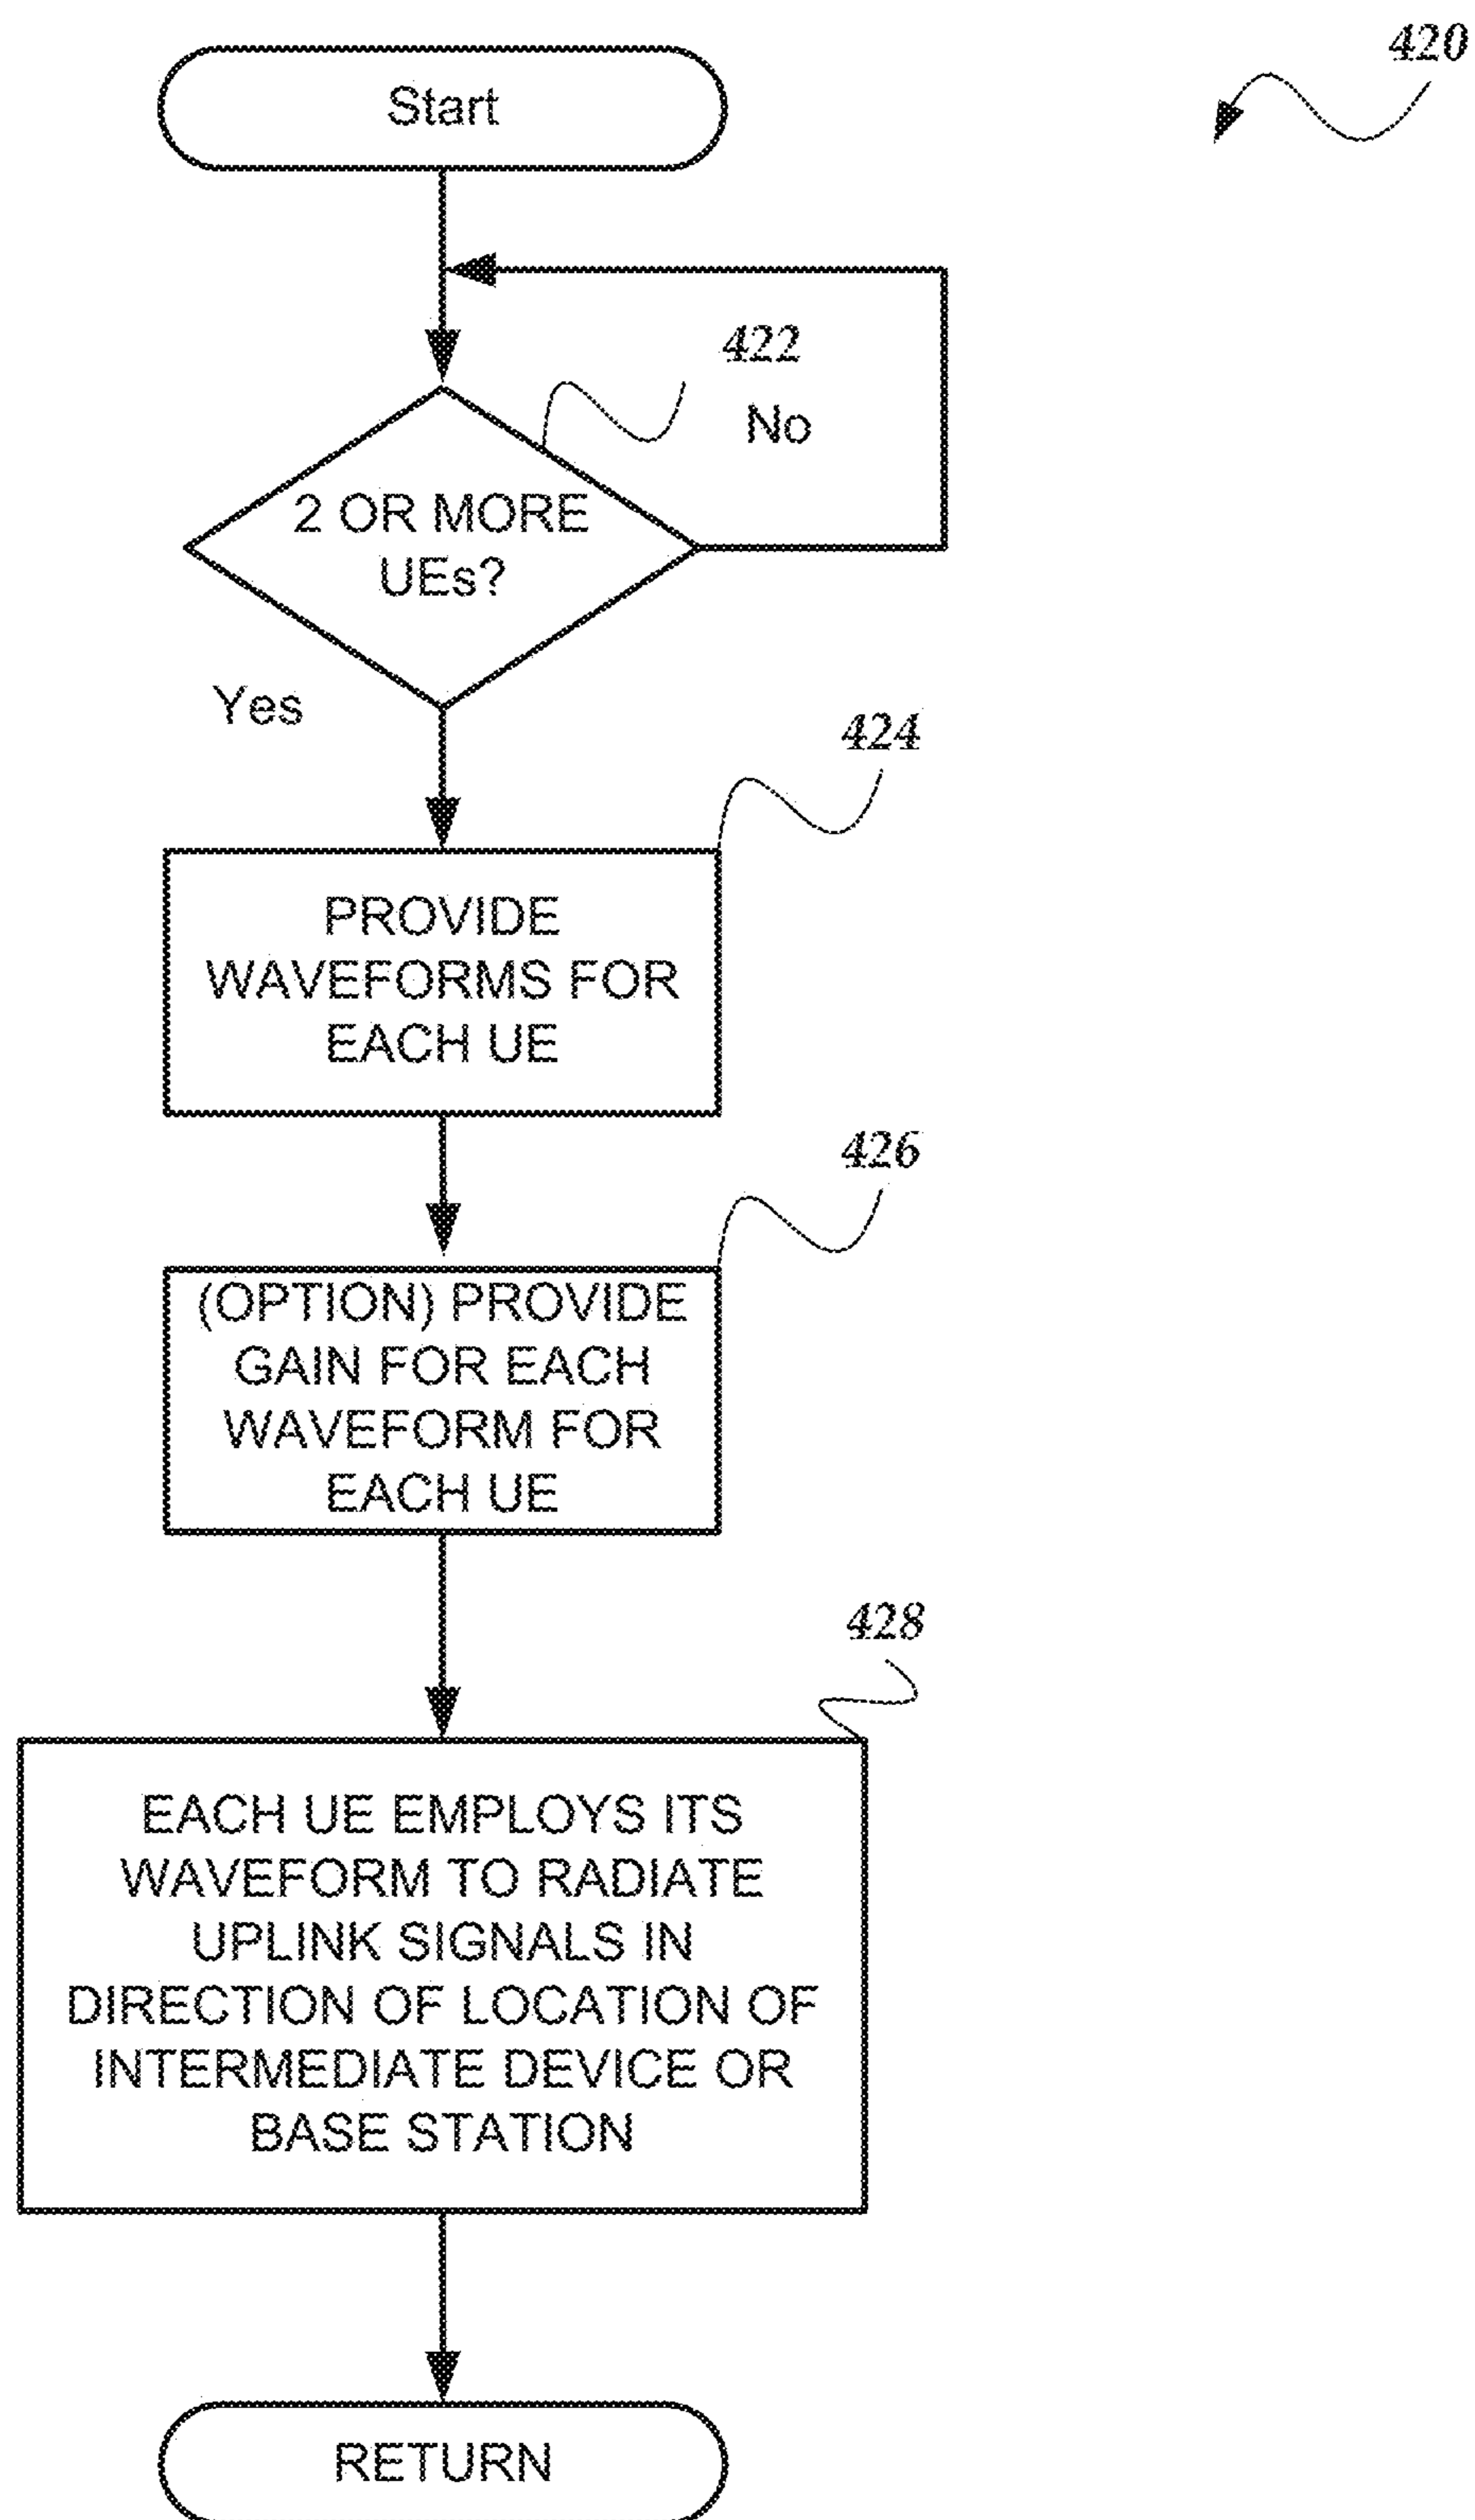 420
Start
422
No
2 OR MORE
UEs?
Yes
424
PROVIDE
WAVEFORMS FOR
EACH UE
426
(OPTION) PROVIDE
GAIN FOR EACH
WAVEFORM FOR
EACH UE
428
EACH UE EMPLOYS ITS
WAVEFORM TO RADIATE
UPLINK SIGNALS IN
DIRECTION OF LOCATION OF
INTERMEDIATE DEVICE OR
BASE STATION
RETURN